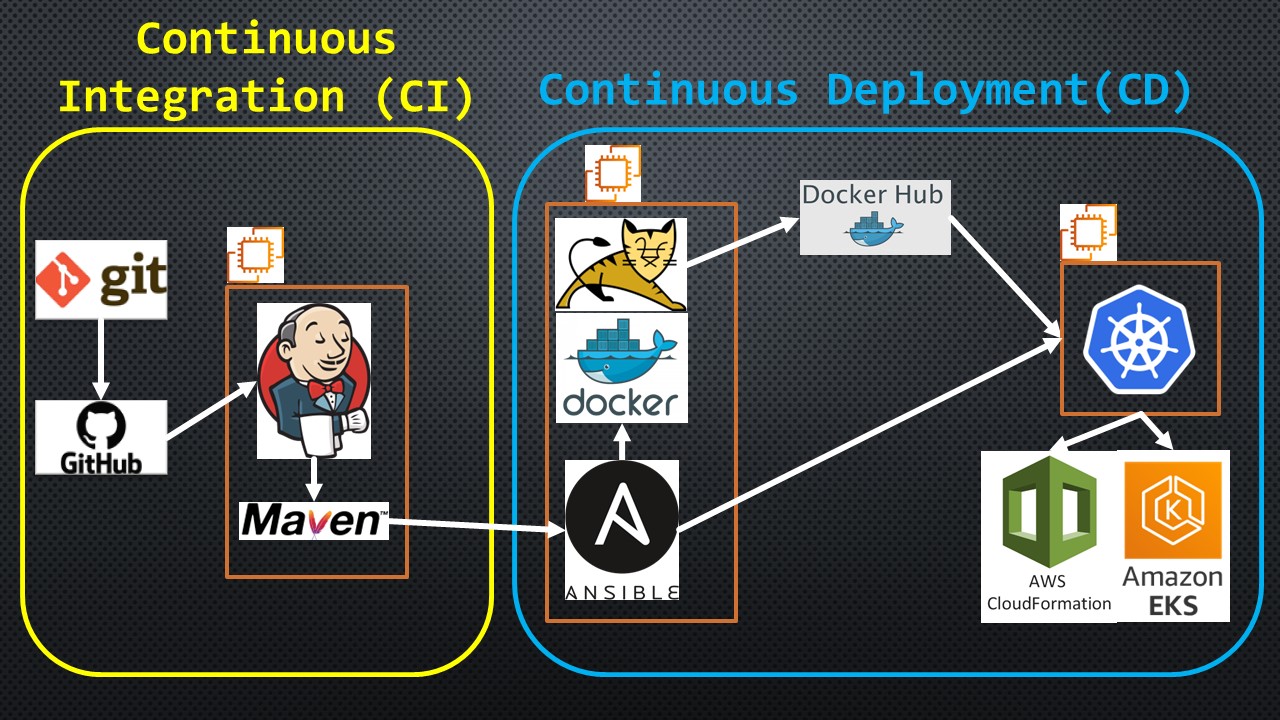 Continuous
Integration (CI)
Continuous Deployment(CD)
git
GitHub
Maven™
docker
ANSIBLE
Docker Hub
AWS
CloudFormation
Amazon
EKS